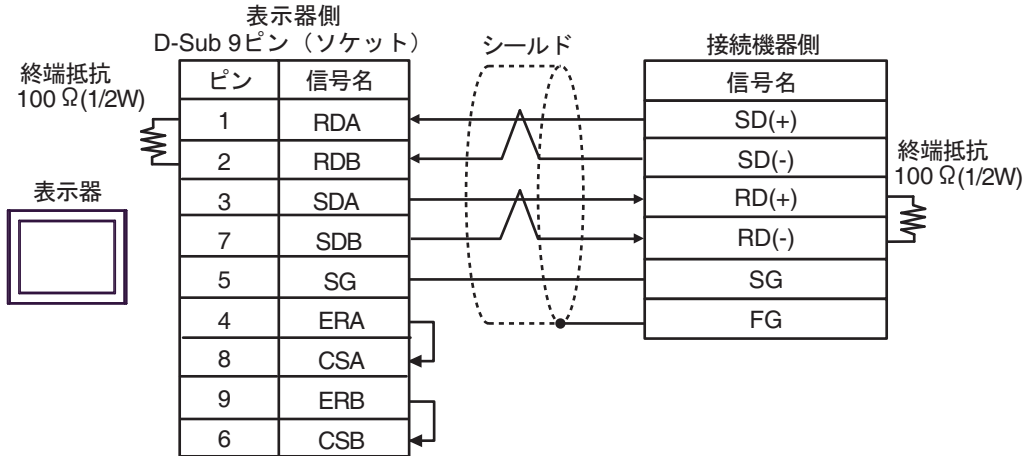 表示器側
D-Sub 9ピン（ソケット）
シールド
接続機器側
終端抵抗
100 Ω(1/2W)
ピン 信号名
1 RDA
2 RDB
3 SDA
7 SDB
5 SG
4 ERA
8 CSA
9 ERB
6 CSB
表示器
信号名
SD(+)
SD(-)
RD(+)
RD(-)
SG
FG
終端抵抗
100 Ω(1/2W)